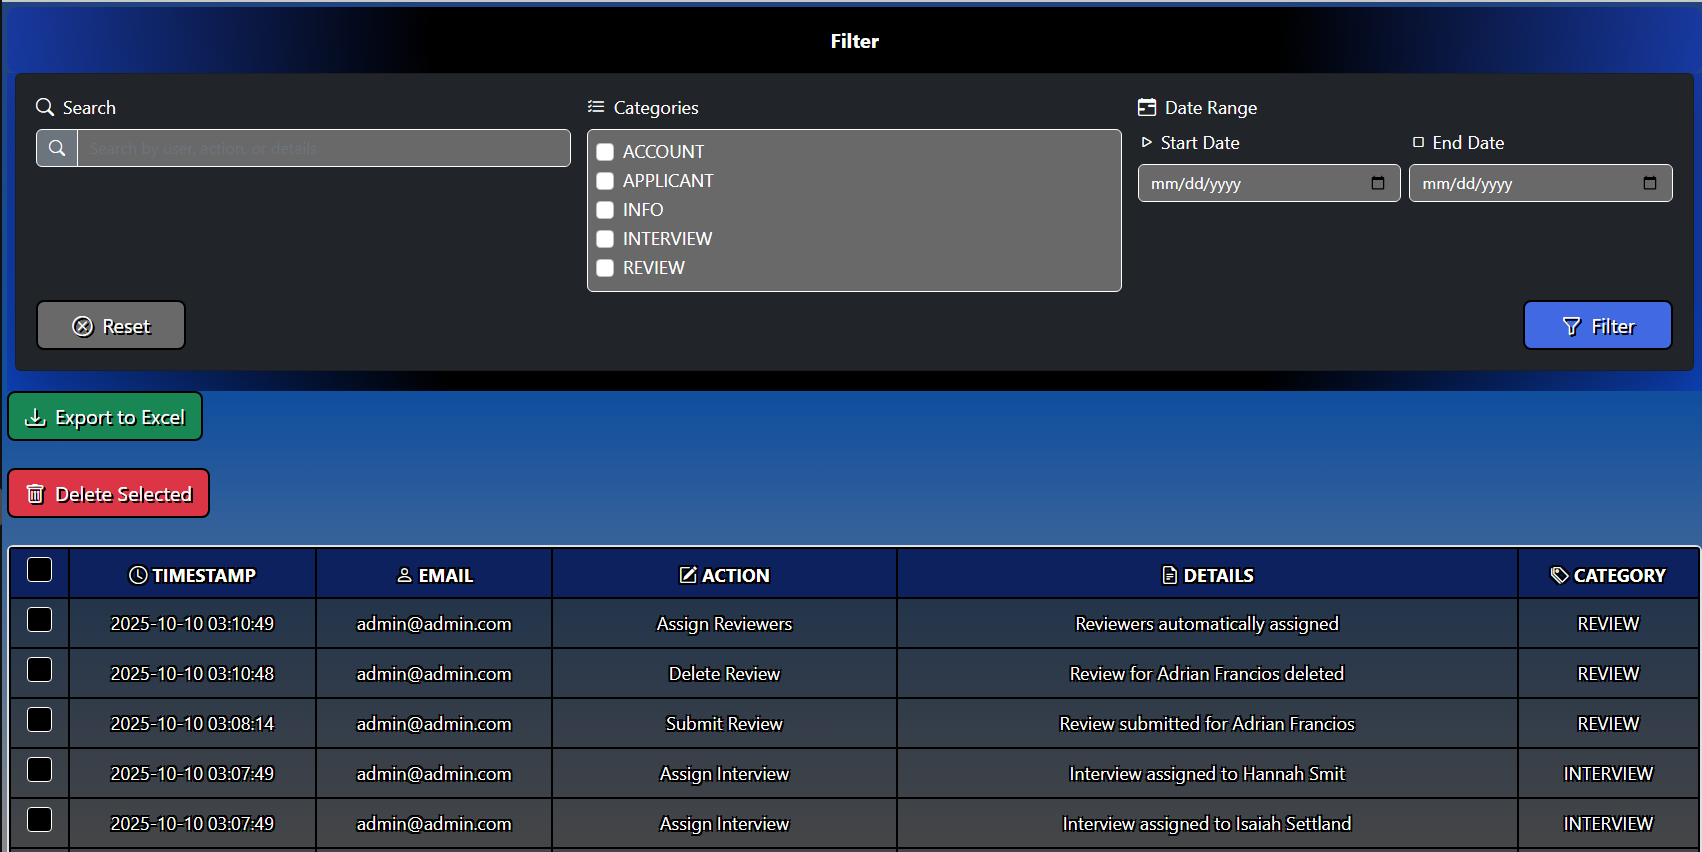 Filter
Search
Search by user, action, or details
Categories
ACCOUNT
APPLICANT
INFO
INTERVIEW
REVIEW
Date Range
Start Date
mm/dd/yyyy
End Date
mm/dd/yyyy
Reset
Filter
Export to Excel
Delete Selected
TIMESTAMP EMAIL ACTION DETAILS CATEGORY
2025-10-10 03:10:49 admin@admin.com Assign Reviewers Reviewers automatically assigned REVIEW
2025-10-10 03:10:48 admin@admin.com Delete Review Review for Adrian Francios deleted REVIEW
2025-10-10 03:08:14 admin@admin.com Submit Review Review submitted for Adrian Francios REVIEW
2025-10-10 03:07:49 admin@admin.com Assign Interview Interview assigned to Hannah Smit INTERVIEW
2025-10-10 03:07:49 admin@admin.com Assign Interview Interview assigned to Isaiah Settland INTERVIEW